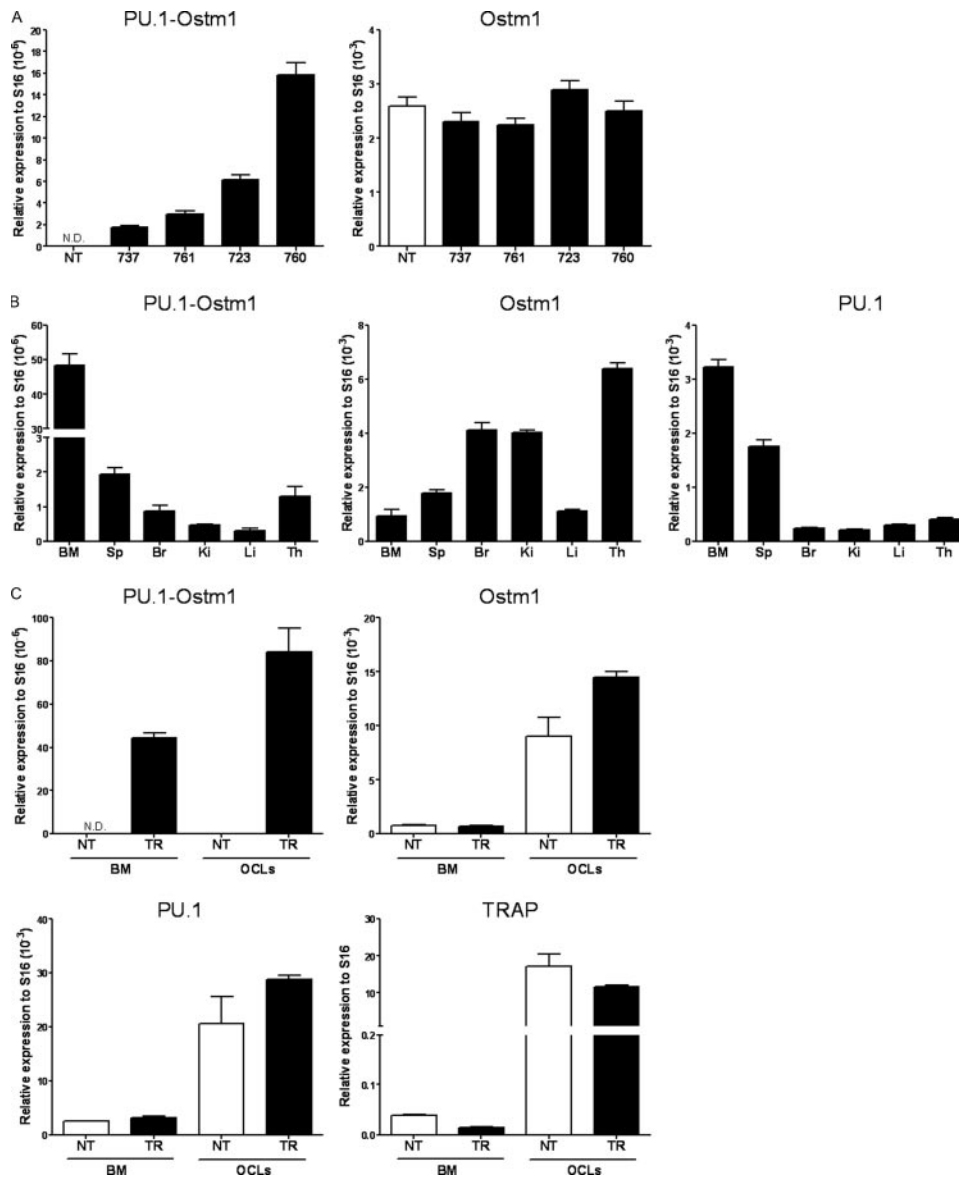 A
PU.1-Ostm1
Relative expression to S16 (10⁻⁶)
20
18
16
14
12
10
8
6
4
2
0
N.D.
NT 737 761 723 760
Ostm1
Relative expression to S16 (10⁻³)
4
3
2
1
0
NT 737 761 723 760
B
PU.1-Ostm1
Relative expression to S16 (10⁻⁶)
60
50
40
30
3
2
1
0
BM Sp Br Ki Li Th
Ostm1
Relative expression to S16 (10⁻³)
8
6
4
2
0
BM Sp Br Ki Li Th
PU.1
Relative expression to S16 (10⁻³)
4
3
2
1
0
BM Sp Br Ki Li Th
C
PU.1-Ostm1
Relative expression to S16 (10⁻⁶)
100
80
60
40
20
0
N.D.
NT TR NT TR
BM OCLs
Ostm1
Relative expression to S16 (10⁻³)
20
15
10
5
0
NT TR NT TR
BM OCLs
PU.1
Relative expression to S16 (10⁻³)
40
30
20
10
0
NT TR NT TR
BM OCLs
TRAP
Relative expression to S16
30
20
10
0.2
0.1
0.0
NT TR NT TR
BM OCLs